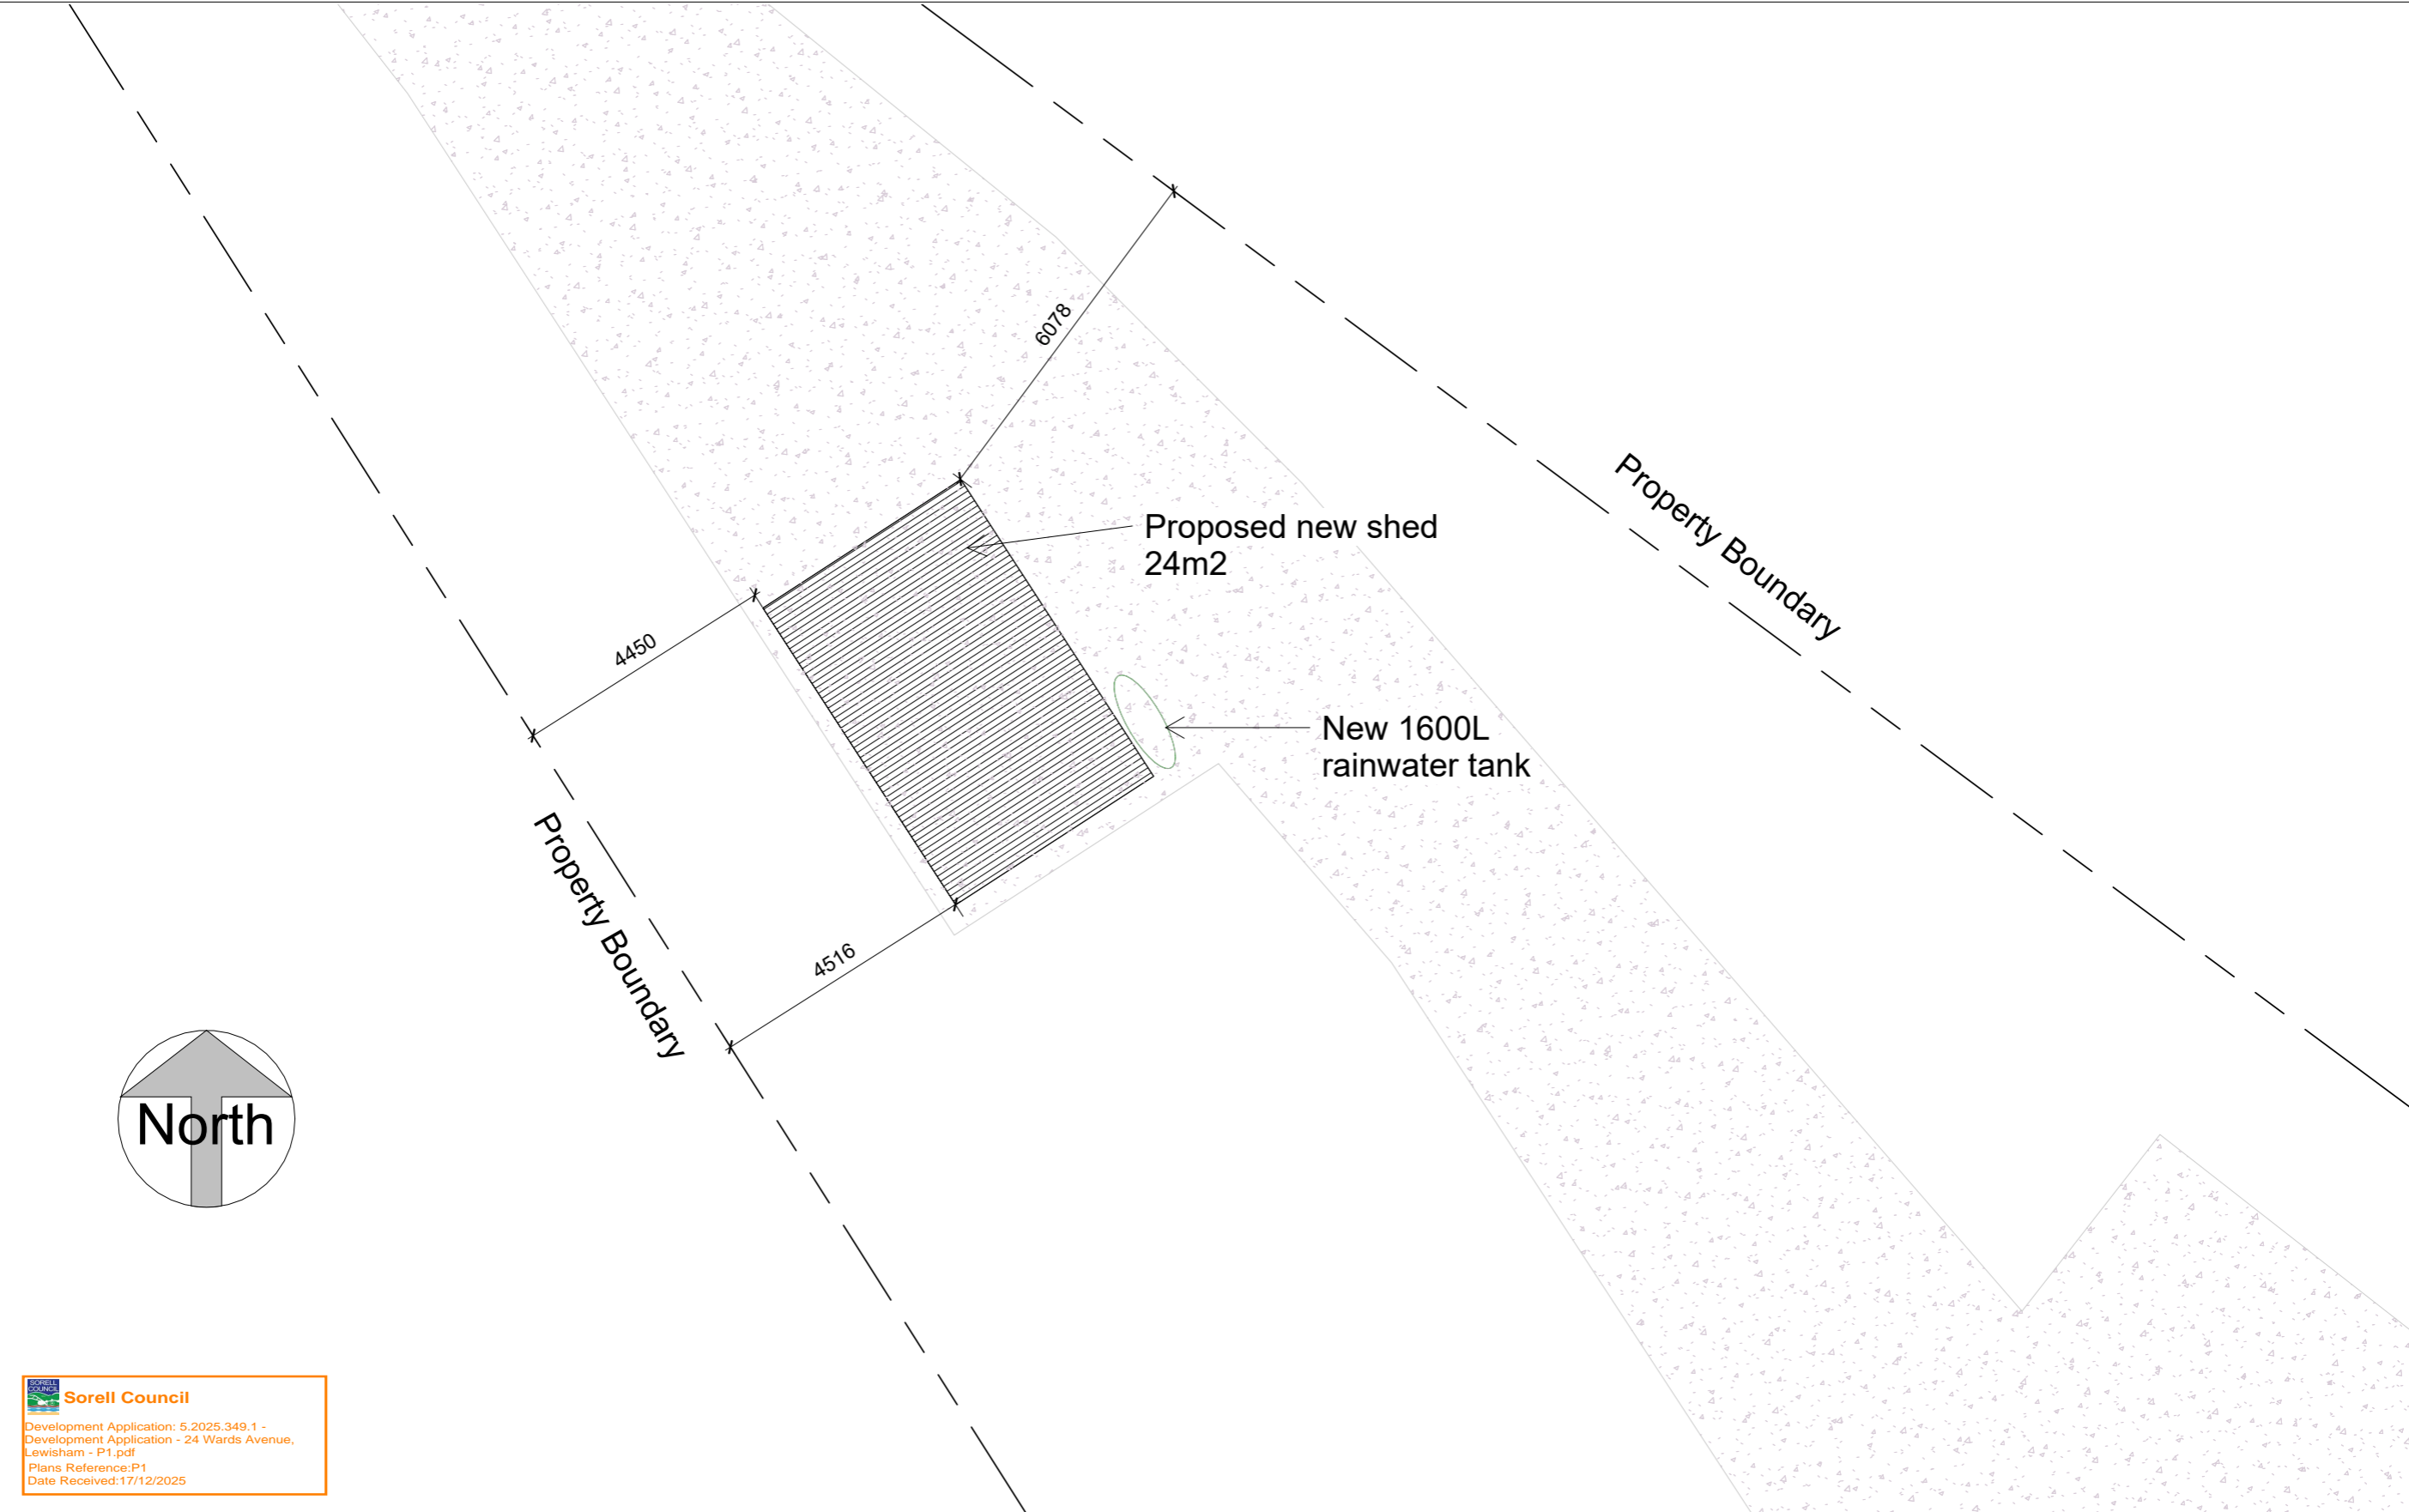 6078
Property Boundary
Proposed new shed
24m2
4450
New 1600L
rainwater tank
Property Boundary
4516
North
SORELL
COUNCIL
Sorell Council
Development Application: 5.2025.349.1 -
Development Application - 24 Wards Avenue,
Lewisham - P1.pdf
Plans Reference:P1
Date Received:17/12/2025